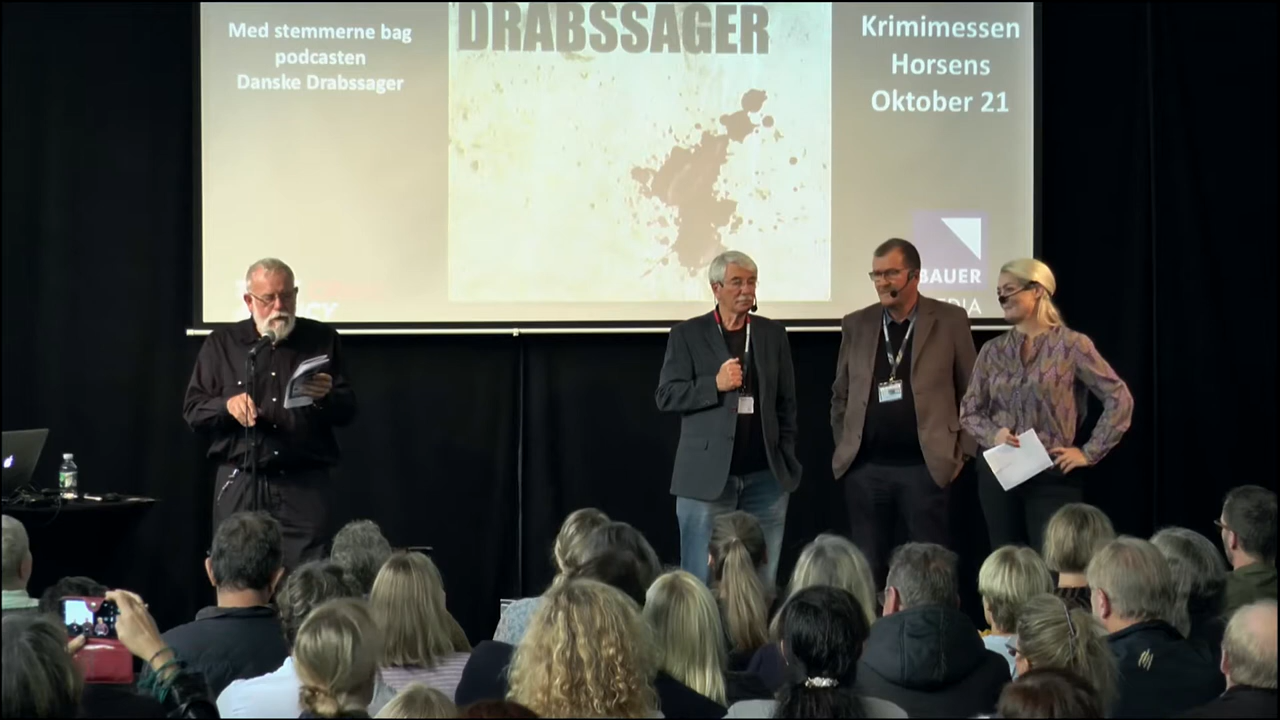 Med stemmerne bag
podcasten
Danske Drabssager
DRABSSAGER
Krimimessen
Horsens
Oktober 21
BAUER